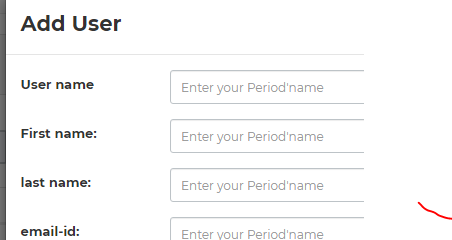 Add User
User name
Enter your Period'name
First name:
Enter your Period'name
last name:
Enter your Period'name
email-id:
Enter your Period'name